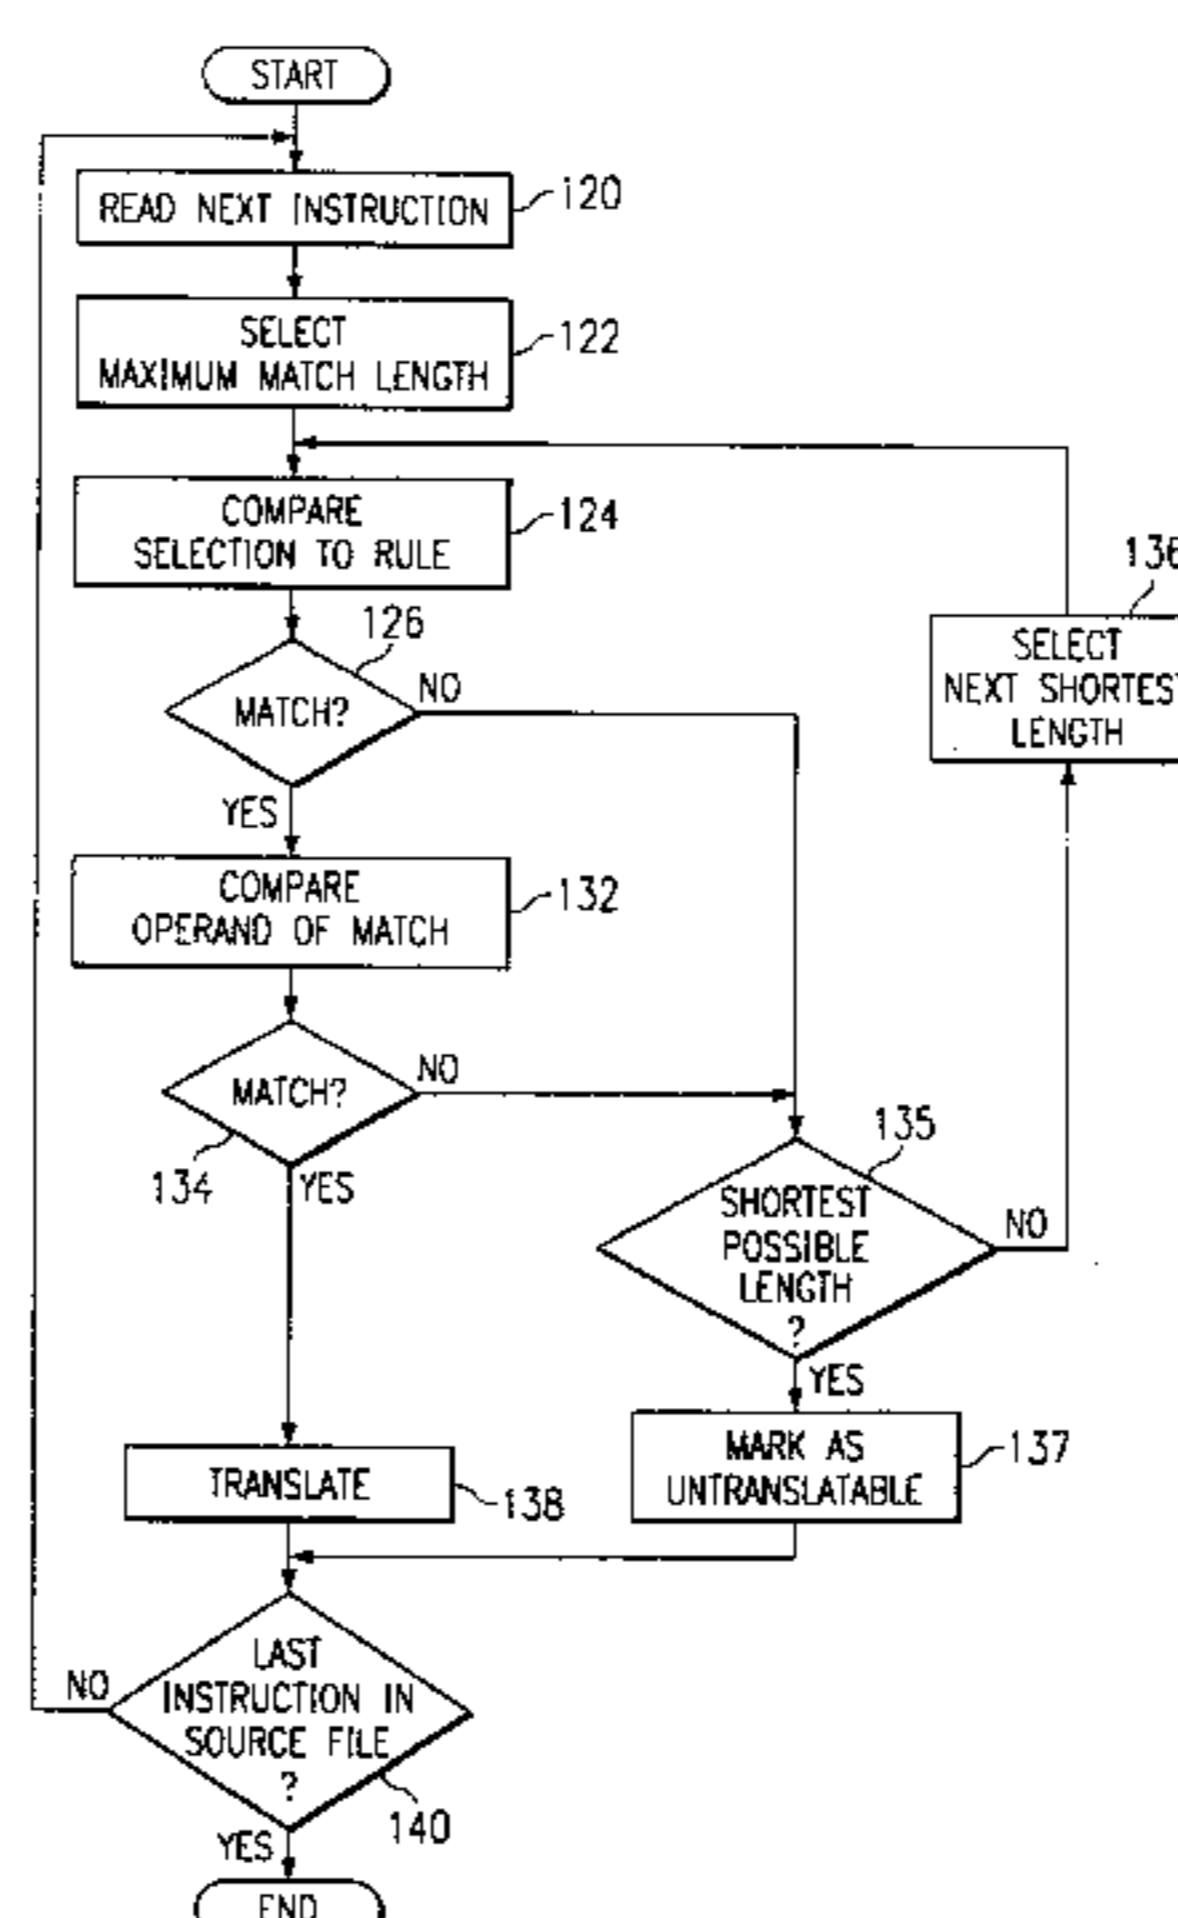 START
READ NEXT INSTRUCTION
120
SELECT
MAXIMUM MATCH LENGTH
122
COMPARE
SELECTION TO RULE
124
136
SELECT
NEXT SHORTEST
LENGTH
126
MATCH?
NO
YES
COMPARE
OPERAND OF MATCH
132
MATCH?
NO
134
YES
135
SHORTEST
POSSIBLE
LENGTH
?
NO
YES
TRANSLATE
138
MARK AS
UNTRANSLATABLE
137
LAST
INSTRUCTION IN
SOURCE FILE
?
NO
140
YES
END